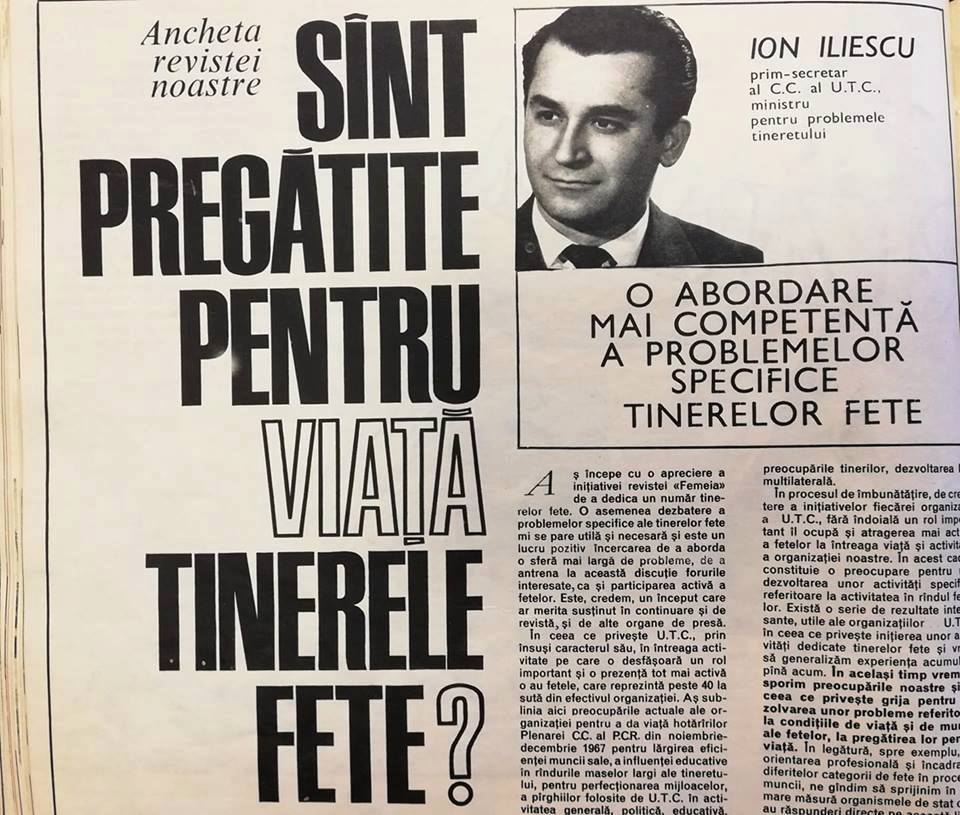 Ancheta
revistei
noastre
SÎNT
PREGĂTITE
PENTRU
VIAȚĂ
TINERELE
FETE?
ION ILIESCU
prim-secretar
al C.C. al U.T.C.,
ministru
pentru problemele
tineretului
O ABORDARE
MAI COMPETENTĂ
A PROBLEMELOR
SPECIFICE
TINERELOR FETE
Aș începe cu o apreciere a
inițiativei revistei «Femeia»
de a dedica un număr tine-
relor fete. O asemenea dezbatere a
problemelor specifice ale tinerelor fete
mi se pare utilă și necesară și este un
lucru pozitiv încercarea de a aborda
o sferă mai largă de probleme, de a
antrena la această discuție forurile
interesate, ca și participarea activă a
fetelor. Este, credem, un început care
ar merita susținut în continuare și de
revistă, și de alte organe de presă.
În ceea ce privește U.T.C., prin
însuși caracterul său, în întreaga acti-
vitate pe care o desfășoară un rol
important și o prezență tot mai activă
o au fetele, care reprezintă peste 40 la
sută din efectivul organizației. Aș sub-
linia aici preocupările actuale ale or-
ganizației pentru a da viață hotărîrilor
Plenarei C.C. al P.C.R. din noiembrie-
decembrie 1967 pentru lărgirea efici-
enței muncii sale, a influenței educative
în rîndurile maselor largi ale tineretu-
lui, pentru perfecționarea mijloacelor,
a pîrghiilor folosite de U.T.C. în acti-
vitatea generală, politică, educativă,
preocupările tinerilor, dezvoltarea
multilaterală.
În procesul de îmbunătățire, de cre
tere a inițiativelor fiecărei organiza
a U.T.C., fără îndoială un rol impo
tant îl ocupă și atragerea mai act
a fetelor la întreaga viață și activita
a organizației noastre. În acest cad
constituie o preocupare pentru
dezvoltarea unor activități specif
referitoare la activitatea în rîndul fe
lor. Există o serie de rezultate inte
sante, utile ale organizațiilor U.T
în ceea ce privește inițierea unor a
vități dedicate tinerelor fete și vr
să generalizăm experiența acumul
pînă acum. În același timp vrem
sporim preocupările noastre și
ceea ce privește grija pentru
zolvarea unor probleme referito
la condițiile de viață și de mu
ale fetelor, la pregătirea lor per
viață. În legătură, spre exemplu,
orientarea profesională și încadra
diferitelor categorii de fete în proce
muncii, ne gîndim să sprijinim în
mare măsură organismele de stat c
au răspunderi directe pe această